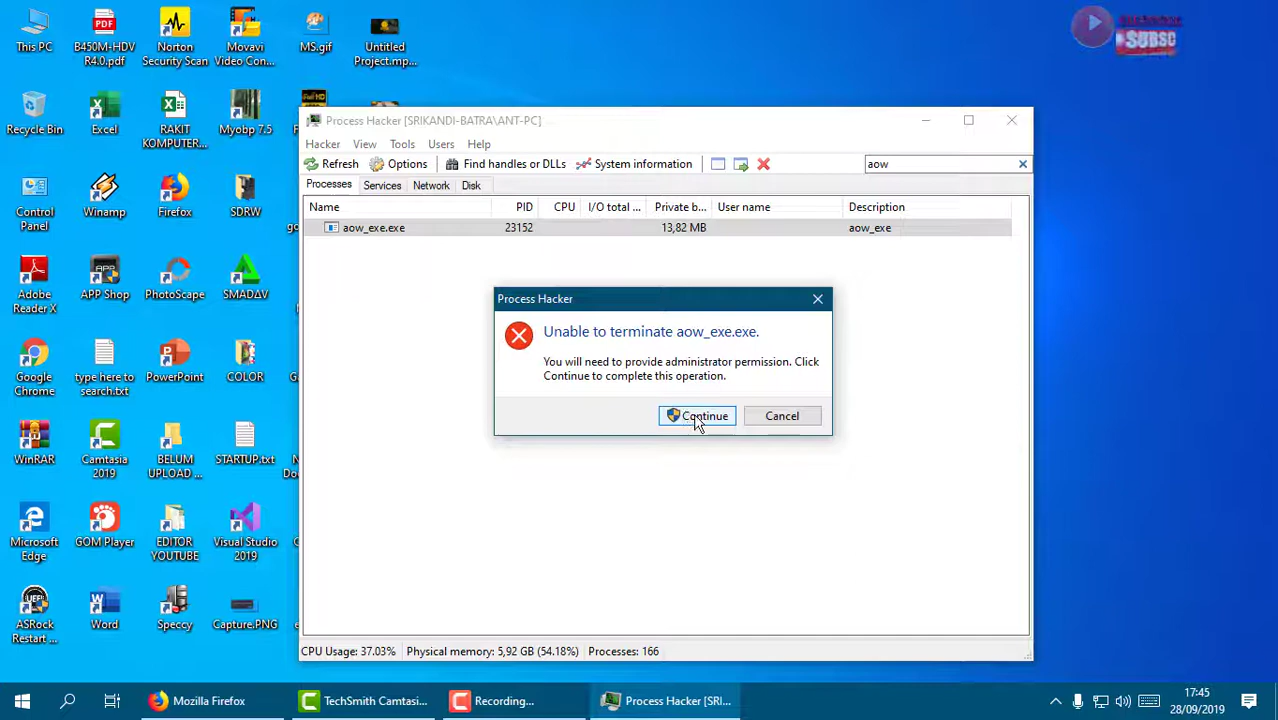 This PC
B450M-HDV
R4.0.pdf
Norton
Security Scan
Movavi
Video Con...
MS.gif
Untitled
Project.mp...
Recycle Bin
Excel
RAKIT
KOMPUTER...
Myobp 7.5
Control
Panel
Winamp
Firefox
SDRW
Adobe
Reader X
APP Shop
PhotoScape
SMADΔV
Google
Chrome
type here to
search.txt
PowerPoint
COLOR
WinRAR
Camtasia
2019
BELUM
UPLOAD ...
STARTUP.txt
Microsoft
Edge
GOM Player
EDITOR
YOUTUBE
Visual Studio
2019
ASRock
Restart ...
Word
Speccy
Capture.PNG
SUBSC
Process Hacker [SRIKANDI-BATRA\ANT-PC]
Hacker View Tools Users Help
Refresh Options Find handles or DLLs System information aow
Processes Services Network Disk
Name PID CPU I/O total ... Private b... User name Description
aow_exe.exe 23152 13,82 MB aow_exe
Process Hacker
Unable to terminate aow_exe.exe.
You will need to provide administrator permission. Click
Continue to complete this operation.
Continue Cancel
CPU Usage: 37.03% Physical memory: 5,92 GB (54.18%) Processes: 166
Mozilla Firefox TechSmith Camtasi... Recording... Process Hacker [SRI...
17:45
28/09/2019